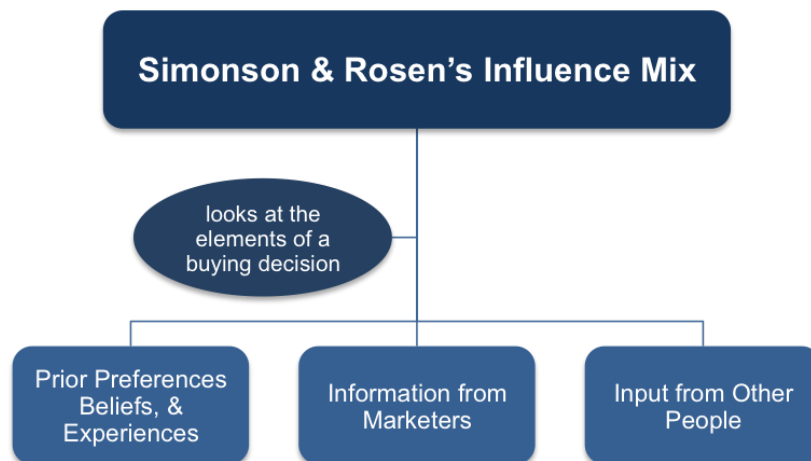 Simonson & Rosen’s Influence Mix
looks at the
elements of a
buying decision
Prior Preferences
Beliefs, &
Experiences
Information from
Marketers
Input from Other
People